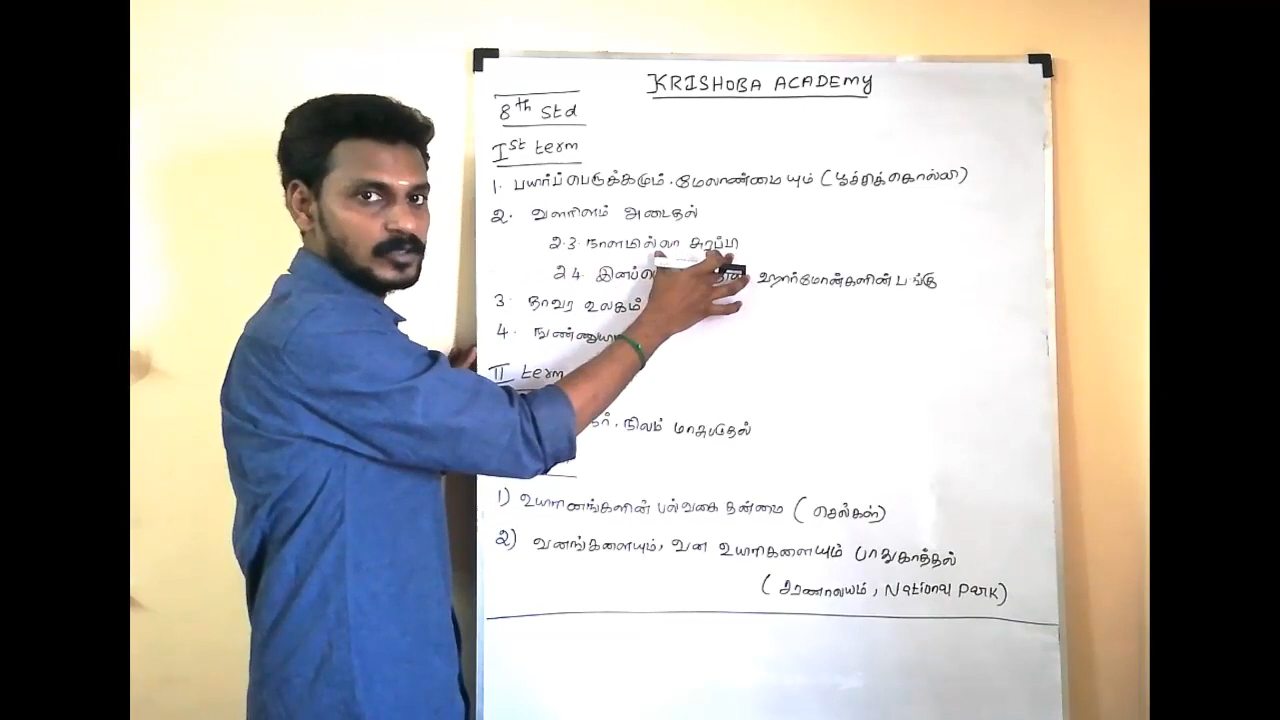 KRISHOBA ACADEMY
8th Std
Ist term
1. பயிர்ப்பெருக்கமும் மேலாண்மையும் (பூச்சிக்கொல்லி)
2. வளரிளம் அடைதல்
2.3. நாளமில்லா சுரப்பி
2.4. ஹார்மோன்களின் பங்கு
3. தாவர உலகம்
4.
II term
நிலம் மாசுபடுதல்
1) உயிரினங்களின் பல்வகை தன்மை (செல்கள்)
2) வனங்களையும், வன உயிரிகளையும் பாதுகாத்தல்
(சரணாலயம், National Park)